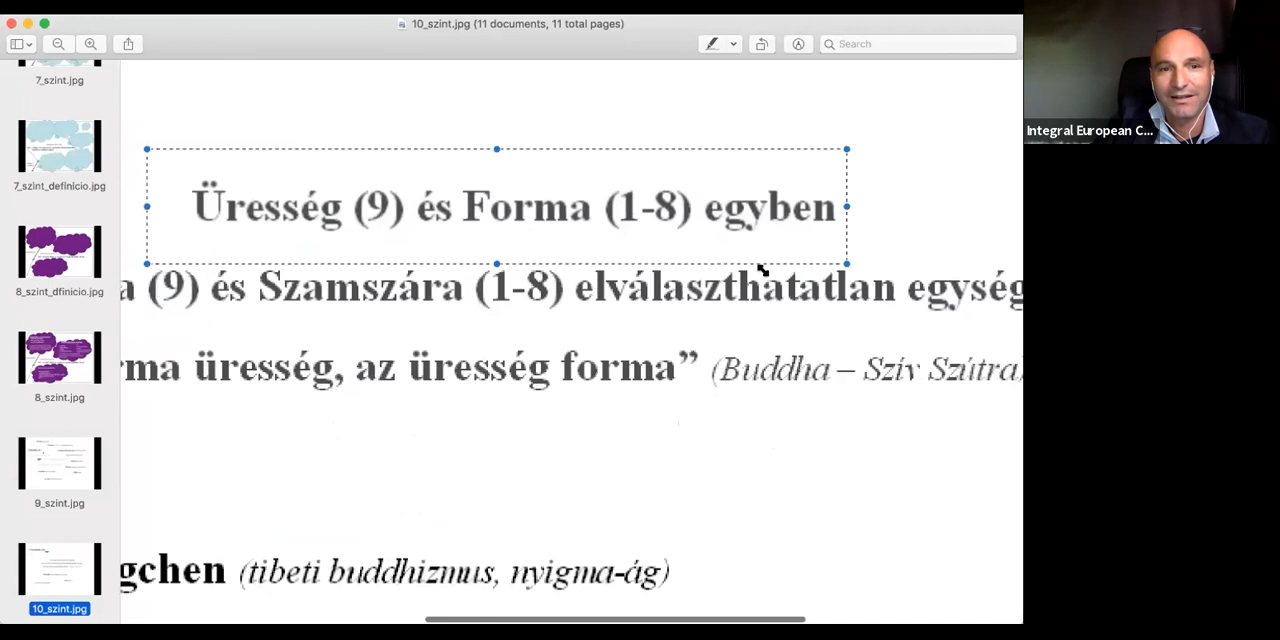 10_szint.jpg (11 documents, 11 total pages)
Search
Integral European C...
7_szint.jpg
7_szint_definicio.jpg
8_szint_dfinicio.jpg
8_szint.jpg
9_szint.jpg
10_szint.jpg
Üresség (9) és Forma (1-8) egyben
a (9) és Szamszára (1-8) elválaszthatatlan egység
rma üresség, az üresség forma” (Buddha – Szív Szútra)
gchen (tibeti buddhizmus, nyigma-ág)